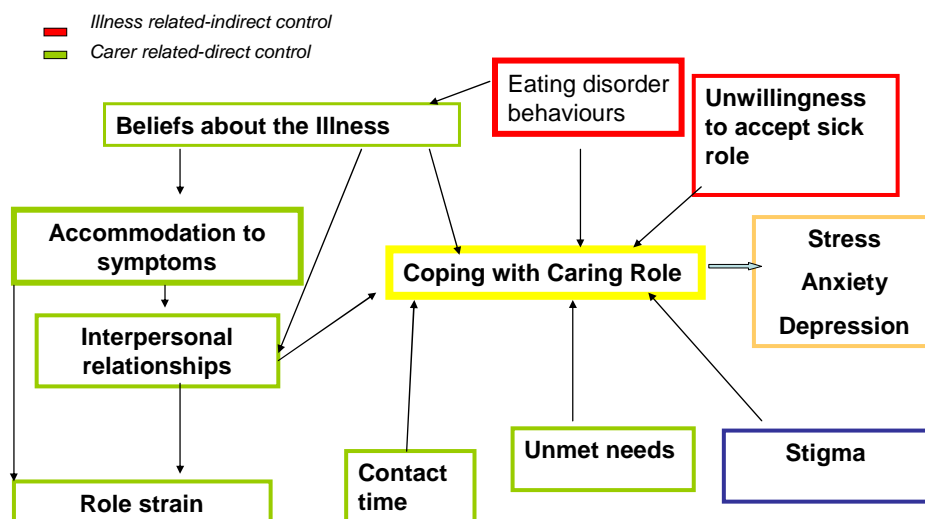 Illness related-indirect control
Carer related-direct control
Eating disorder
behaviours
Unwillingness
to accept sick
role
Beliefs about the Illness
Accommodation to
symptoms
Coping with Caring Role
Stress
Anxiety
Depression
Interpersonal
relationships
Contact
time
Unmet needs
Stigma
Role strain